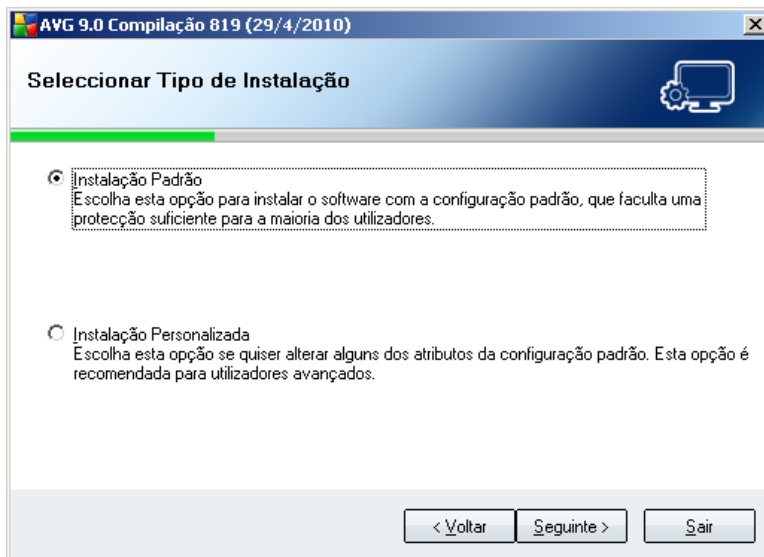 AVG 9.0 Compilação 819 (29/4/2010)
Seleccionar Tipo de Instalação
Instalação Padrão
Escolha esta opção para instalar o software com a configuração padrão, que faculta uma
protecção suficiente para a maioria dos utilizadores.
Instalação Personalizada
Escolha esta opção se quiser alterar alguns dos atributos da configuração padrão. Esta opção é
recomendada para utilizadores avançados.
< Voltar
Seguinte >
Sair